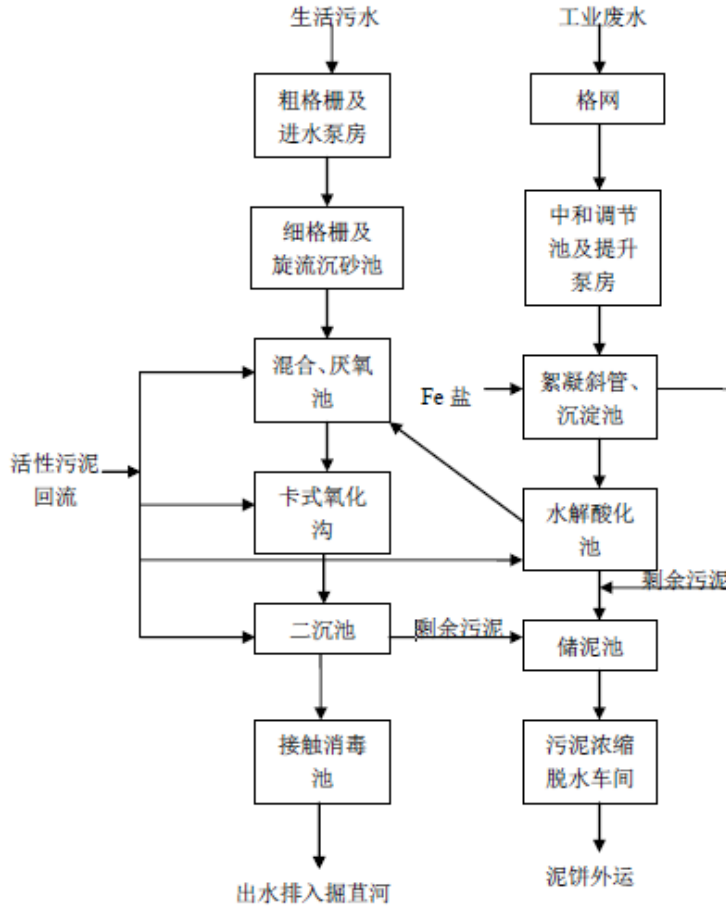 生活污水
工业废水
粗格栅及
进水泵房
格网
细格栅及
旋流沉砂池
中和调节
池及提升
泵房
混合、厌氧
池
Fe 盐
絮凝斜管、
沉淀池
活性污泥
回流
卡式氧化
沟
水解酸化
池
剩余污泥
二沉池
剩余污泥
储泥池
接触消毒
池
污泥浓缩
脱水车间
出水排入掘苴河
泥饼外运